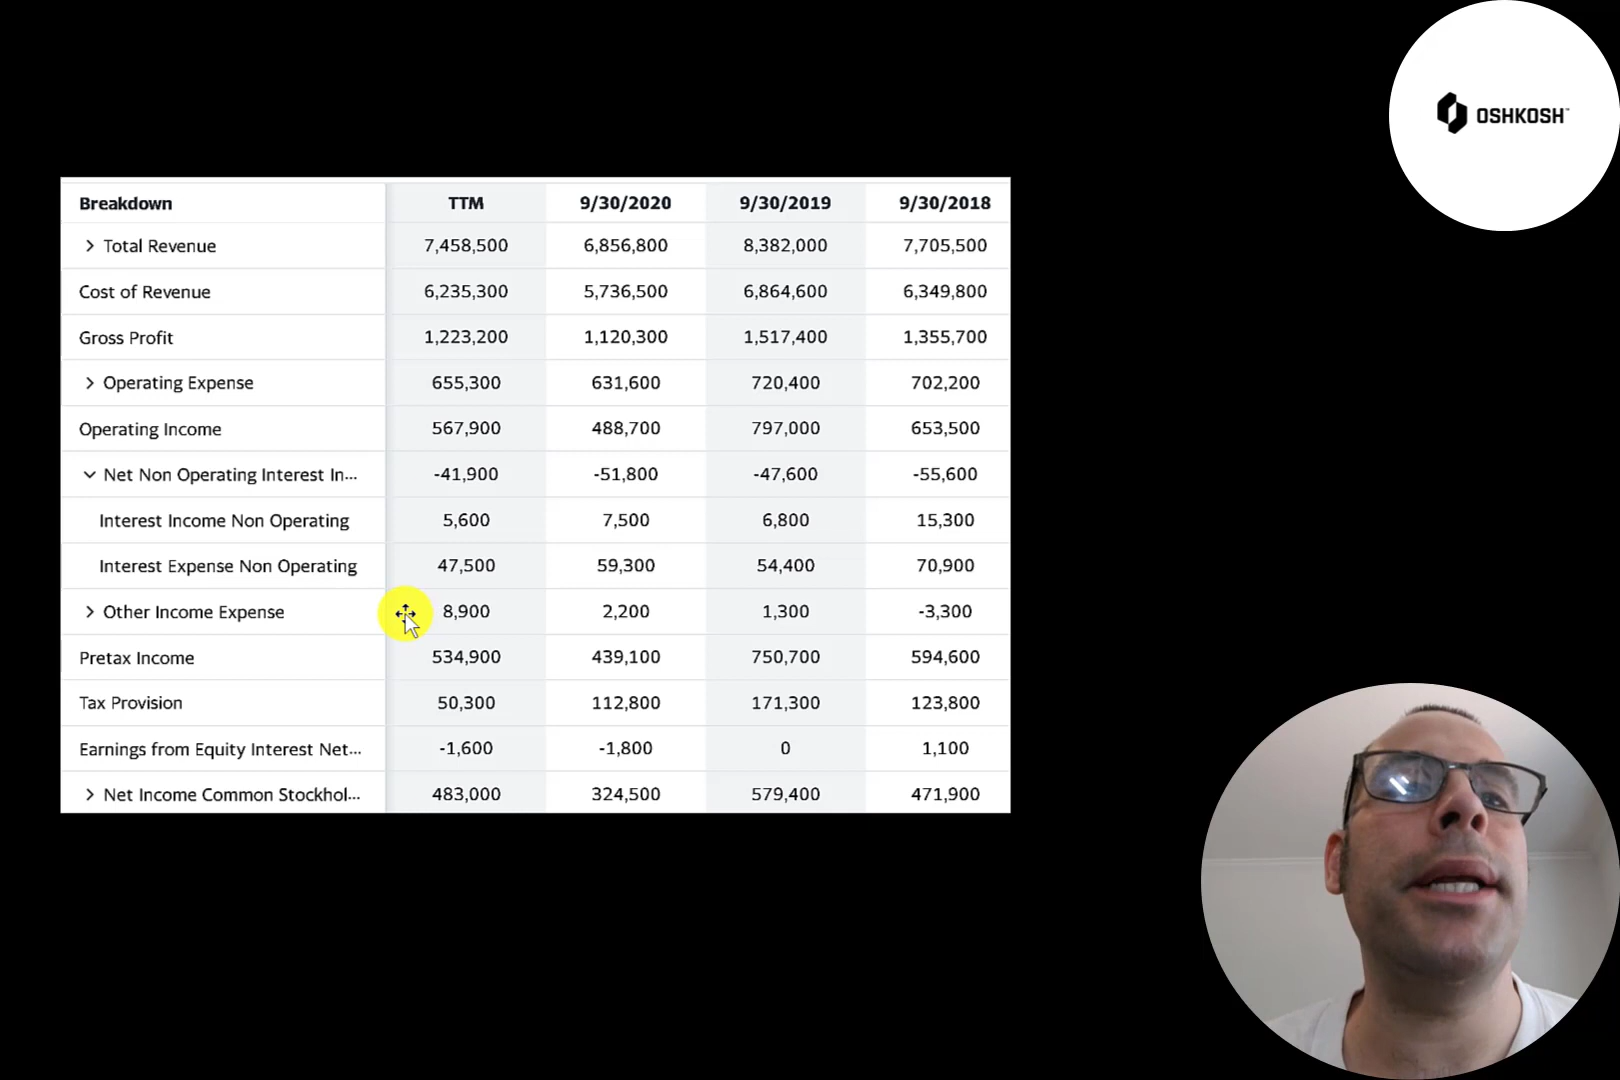 OSHKOSH™
Breakdown TTM 9/30/2020 9/30/2019 9/30/2018
Total Revenue 7,458,500 6,856,800 8,382,000 7,705,500
Cost of Revenue 6,235,300 5,736,500 6,864,600 6,349,800
Gross Profit 1,223,200 1,120,300 1,517,400 1,355,700
Operating Expense 655,300 631,600 720,400 702,200
Operating Income 567,900 488,700 797,000 653,500
Net Non Operating Interest In... -41,900 -51,800 -47,600 -55,600
Interest Income Non Operating 5,600 7,500 6,800 15,300
Interest Expense Non Operating 47,500 59,300 54,400 70,900
Other Income Expense 8,900 2,200 1,300 -3,300
Pretax Income 534,900 439,100 750,700 594,600
Tax Provision 50,300 112,800 171,300 123,800
Earnings from Equity Interest Net... -1,600 -1,800 0 1,100
Net Income Common Stockhol... 483,000 324,500 579,400 471,900